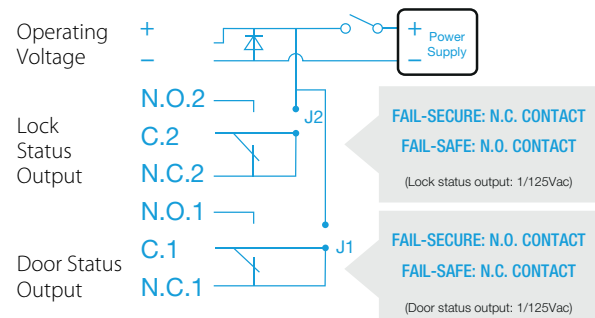 Operating
Voltage
+
–
+
–
Power
Supply
Lock
Status
Output
N.O.2
C.2
N.C.2
J2
FAIL-SECURE: N.C. CONTACT
FAIL-SAFE: N.O. CONTACT
(Lock status output: 1/125Vac)
Door Status
Output
N.O.1
C.1
N.C.1
J1
FAIL-SECURE: N.O. CONTACT
FAIL-SAFE: N.C. CONTACT
(Door status output: 1/125Vac)